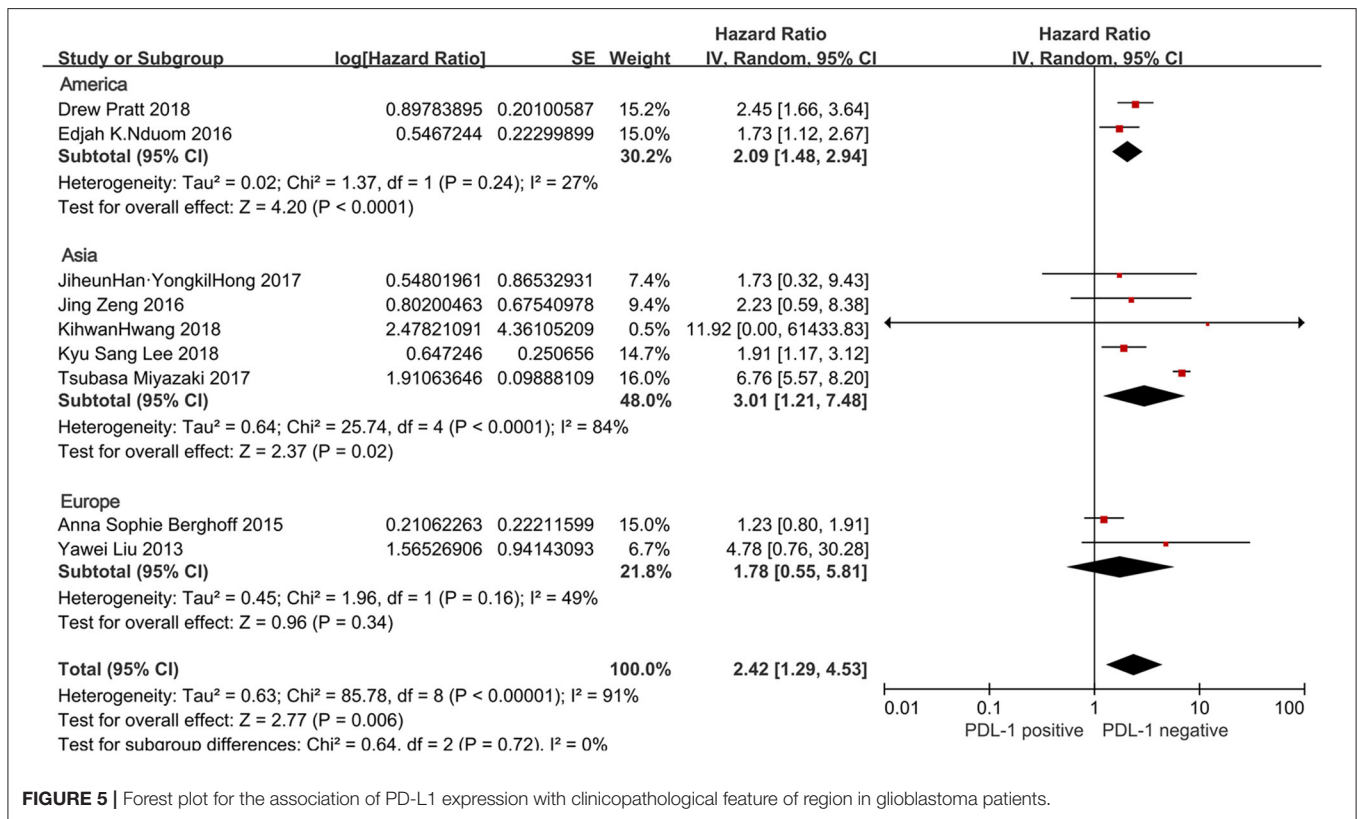 Hazard Ratio Hazard Ratio
Study or Subgroup log[Hazard Ratio] SE Weight IV, Random, 95% CI IV, Random, 95% CI
America
Drew Pratt 2018 0.89783895 0.20100587 15.2% 2.45 [1.66, 3.64]
Edjah K.Nduom 2016 0.5467244 0.22299899 15.0% 1.73 [1.12, 2.67]
Subtotal (95% CI) 30.2% 2.09 [1.48, 2.94]
Heterogeneity: Tau² = 0.02; Chi² = 1.37, df = 1 (P = 0.24); I² = 27%
Test for overall effect: Z = 4.20 (P < 0.0001)
Asia
JiheunHan·YongkilHong 2017 0.54801961 0.86532931 7.4% 1.73 [0.32, 9.43]
Jing Zeng 2016 0.80200463 0.67540978 9.4% 2.23 [0.59, 8.38]
KihwanHwang 2018 2.47821091 4.36105209 0.5% 11.92 [0.00, 61433.83]
Kyu Sang Lee 2018 0.647246 0.250656 14.7% 1.91 [1.17, 3.12]
Tsubasa Miyazaki 2017 1.91063646 0.09888109 16.0% 6.76 [5.57, 8.20]
Subtotal (95% CI) 48.0% 3.01 [1.21, 7.48]
Heterogeneity: Tau² = 0.64; Chi² = 25.74, df = 4 (P < 0.0001); I² = 84%
Test for overall effect: Z = 2.37 (P = 0.02)
Europe
Anna Sophie Berghoff 2015 0.21062263 0.22211599 15.0% 1.23 [0.80, 1.91]
Yawei Liu 2013 1.56526906 0.94143093 6.7% 4.78 [0.76, 30.28]
Subtotal (95% CI) 21.8% 1.78 [0.55, 5.81]
Heterogeneity: Tau² = 0.45; Chi² = 1.96, df = 1 (P = 0.16); I² = 49%
Test for overall effect: Z = 0.96 (P = 0.34)
Total (95% CI) 100.0% 2.42 [1.29, 4.53]
Heterogeneity: Tau² = 0.63; Chi² = 85.78, df = 8 (P < 0.00001); I² = 91%
Test for overall effect: Z = 2.77 (P = 0.006)
Test for subgroup differences: Chi² = 0.64, df = 2 (P = 0.72), I² = 0%
0.01 0.1 1 10 100
PDL-1 positive PDL-1 negative
FIGURE 5 | Forest plot for the association of PD-L1 expression with clinicopathological feature of region in glioblastoma patients.